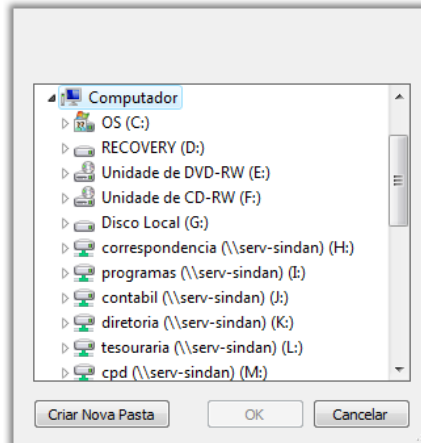 Computador
OS (C:)
RECOVERY (D:)
Unidade de DVD-RW (E:)
Unidade de CD-RW (F:)
Disco Local (G:)
correspondencia (\\serv-sindan) (H:)
programas (\\serv-sindan) (I:)
contabil (\\serv-sindan) (J:)
diretoria (\\serv-sindan) (K:)
tesouraria (\\serv-sindan) (L:)
cpd (\\serv-sindan) (M:)
Criar Nova Pasta OK Cancelar